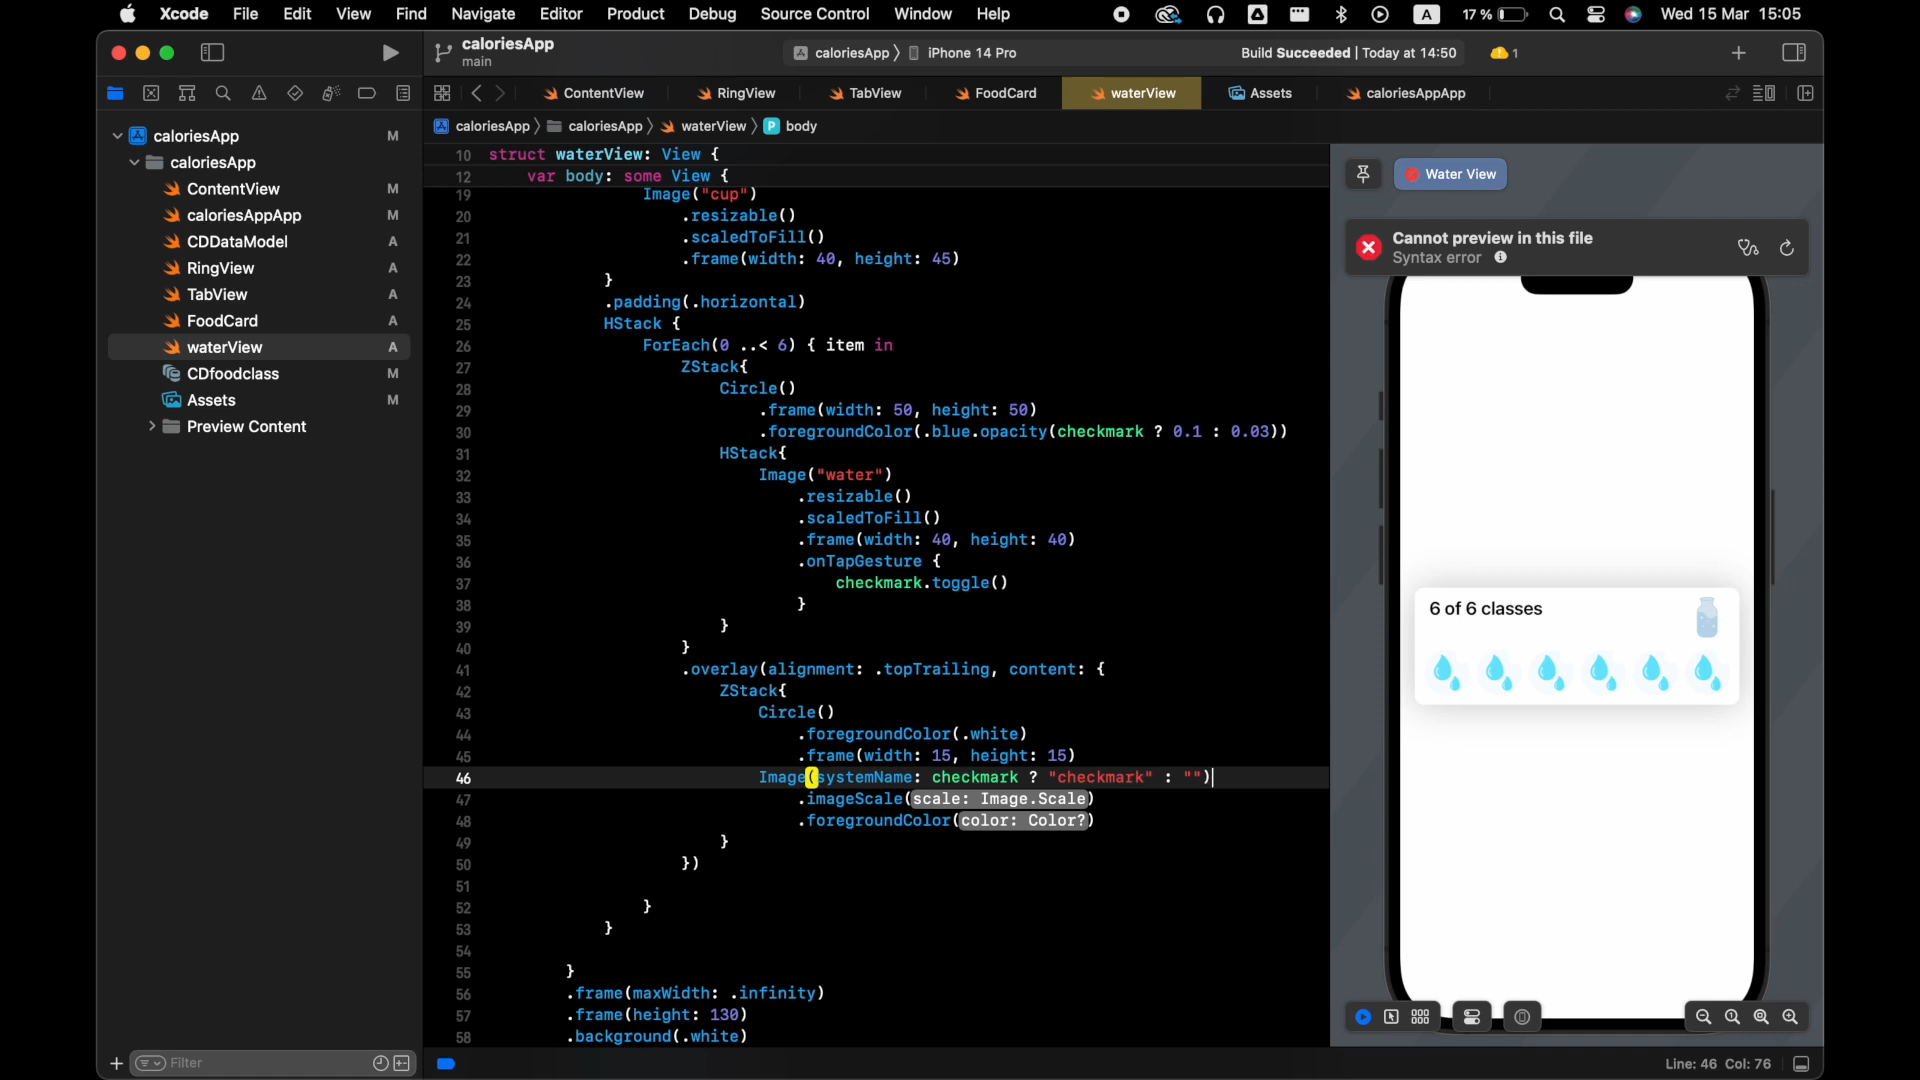 Xcode File Edit View Find Navigate Editor Product Debug Source Control Window Help A 17 % Wed 15 Mar 15:05
caloriesApp
main
caloriesApp iPhone 14 Pro Build Succeeded | Today at 14:50 1
ContentView RingView TabView FoodCard waterView Assets caloriesAppApp
caloriesApp caloriesApp waterView P body
caloriesApp M
caloriesApp
ContentView M
caloriesAppApp M
CDDataModel A
RingView A
TabView A
FoodCard A
waterView A
CDfoodclass M
Assets M
Preview Content
Filter
10 struct waterView: View {
12 var body: some View {
19 Image("cup")
20 .resizable()
21 .scaledToFill()
22 .frame(width: 40, height: 45)
23 }
24 .padding(.horizontal)
25 HStack {
26 ForEach(0 ..< 6) { item in
27 ZStack{
28 Circle()
29 .frame(width: 50, height: 50)
30 .foregroundColor(.blue.opacity(checkmark ? 0.1 : 0.03))
31 HStack{
32 Image("water")
33 .resizable()
34 .scaledToFill()
35 .frame(width: 40, height: 40)
36 .onTapGesture {
37 checkmark.toggle()
38 }
39 }
40 }
41 .overlay(alignment: .topTrailing, content: {
42 ZStack{
43 Circle()
44 .foregroundColor(.white)
45 .frame(width: 15, height: 15)
46 Image(systemName: checkmark ? "checkmark" : "")
47 .imageScale(scale: Image.Scale)
48 .foregroundColor(color: Color?)
49 }
50 })
51
52 }
53 }
54
55 }
56 .frame(maxWidth: .infinity)
57 .frame(height: 130)
58 .background(.white)
Water View
Cannot preview in this file
Syntax error
6 of 6 classes
Line: 46 Col: 76